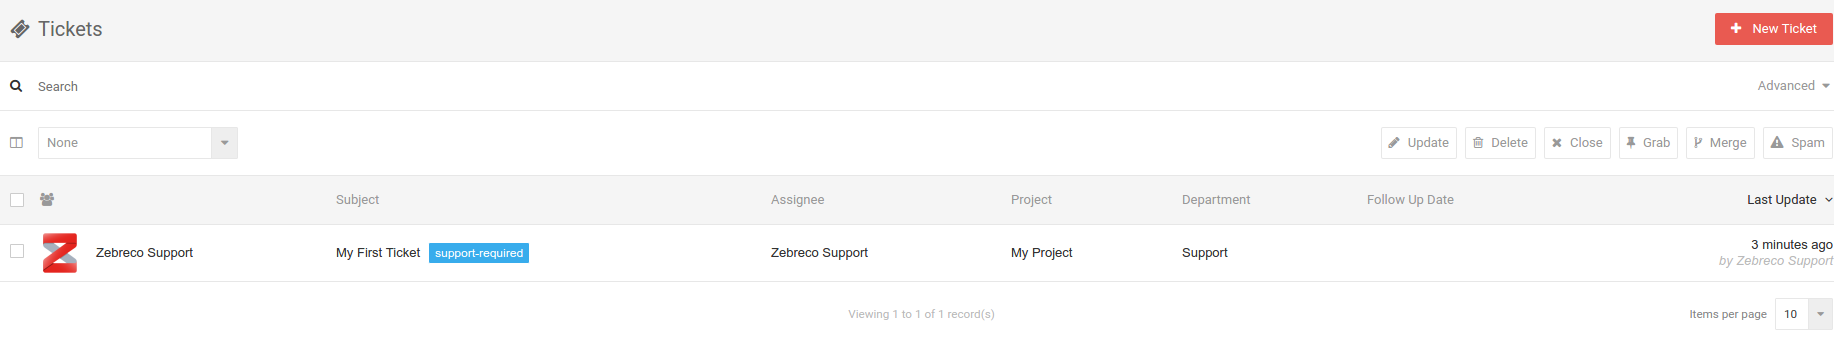 Tickets
New Ticket
Search
Advanced
None
Update Delete Close Grab Merge Spam
Subject Assignee Project Department Follow Up Date Last Update
Zebreco Support My First Ticket support-required Zebreco Support My Project Support 3 minutes ago
by Zebreco Support
Viewing 1 to 1 of 1 record(s) Items per page 10